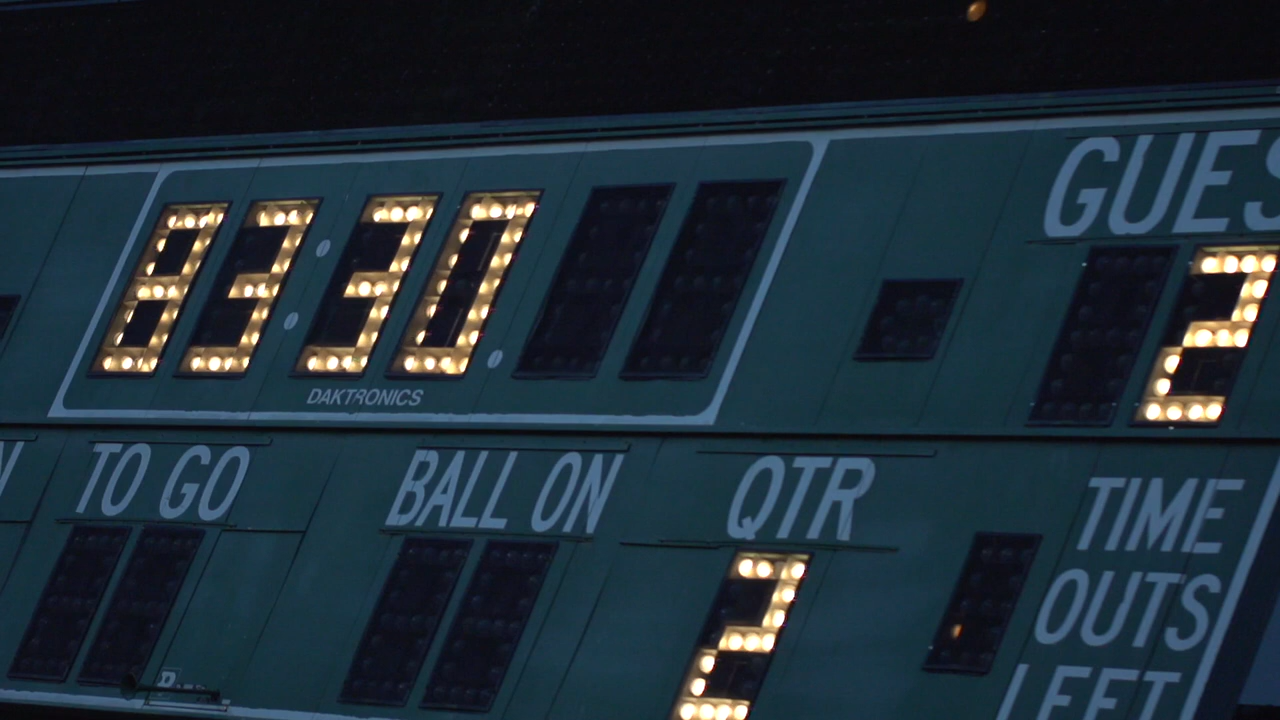 83:30.
DAKTRONICS
GUES
2
N
TO GO
BALL ON
QTR
2
TIME
OUTS
LEFT